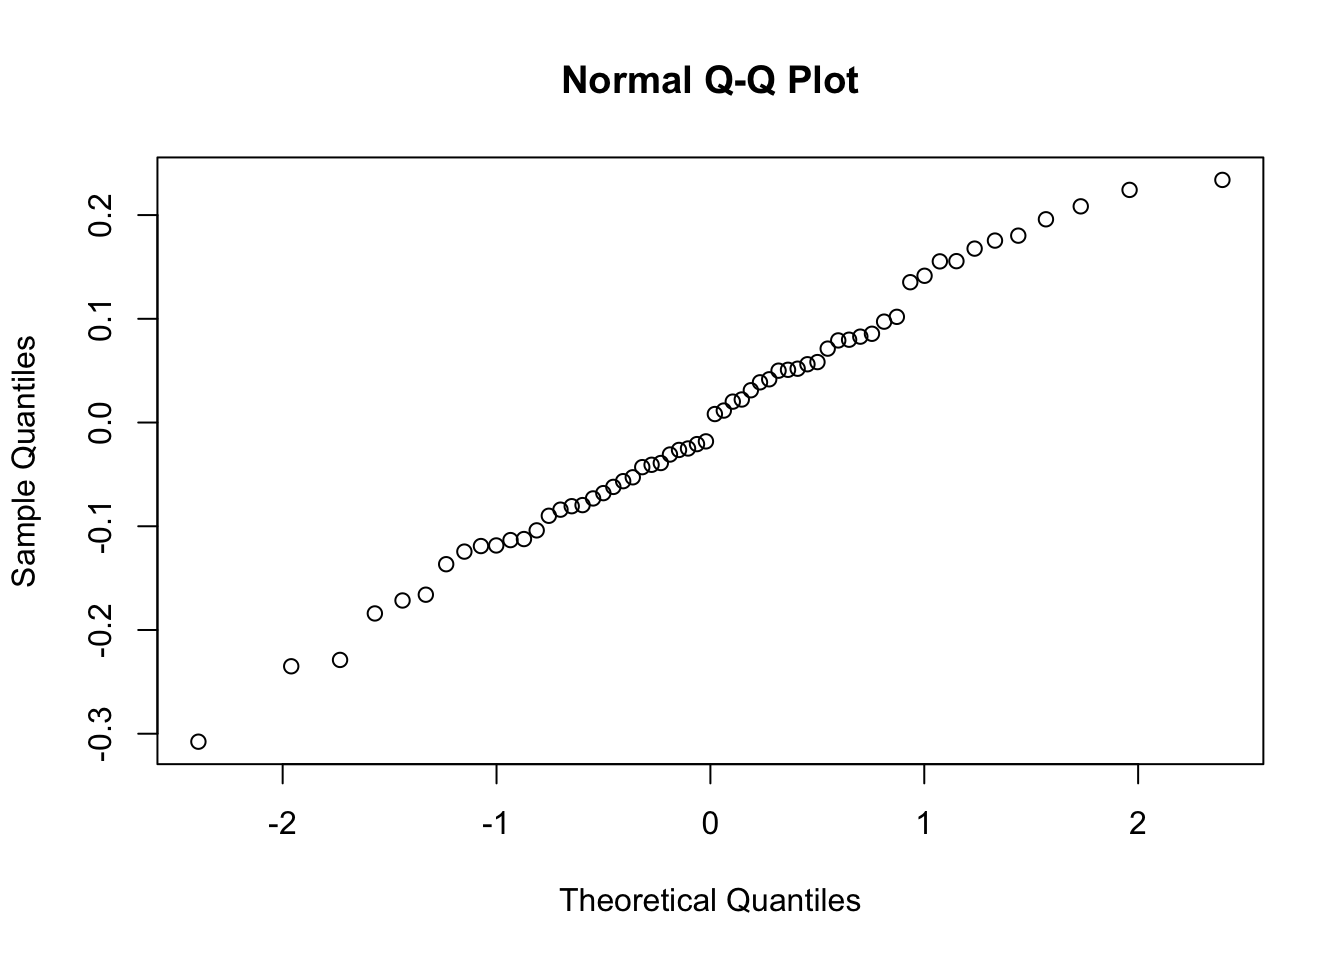 Normal Q-Q Plot
Sample Quantiles
0.2
0.1
0.0
-0.1
-0.2
-0.3
-2 -1 0 1 2
Theoretical Quantiles